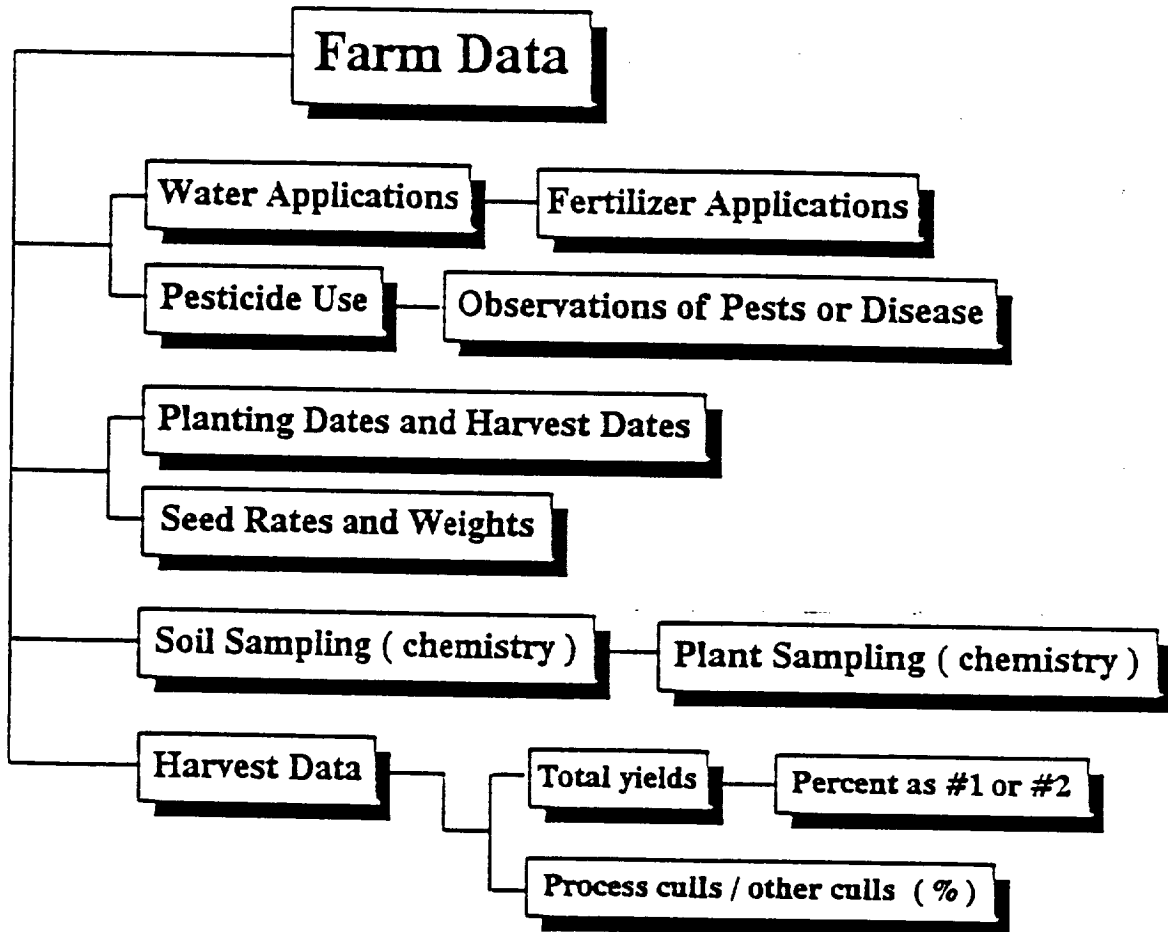 Farm Data
Water Applications
Fertilizer Applications
Pesticide Use
Observations of Pests or Disease
Planting Dates and Harvest Dates
Seed Rates and Weights
Soil Sampling ( chemistry )
Plant Sampling ( chemistry )
Harvest Data
Total yields
Percent as #1 or #2
Process culls / other culls ( % )